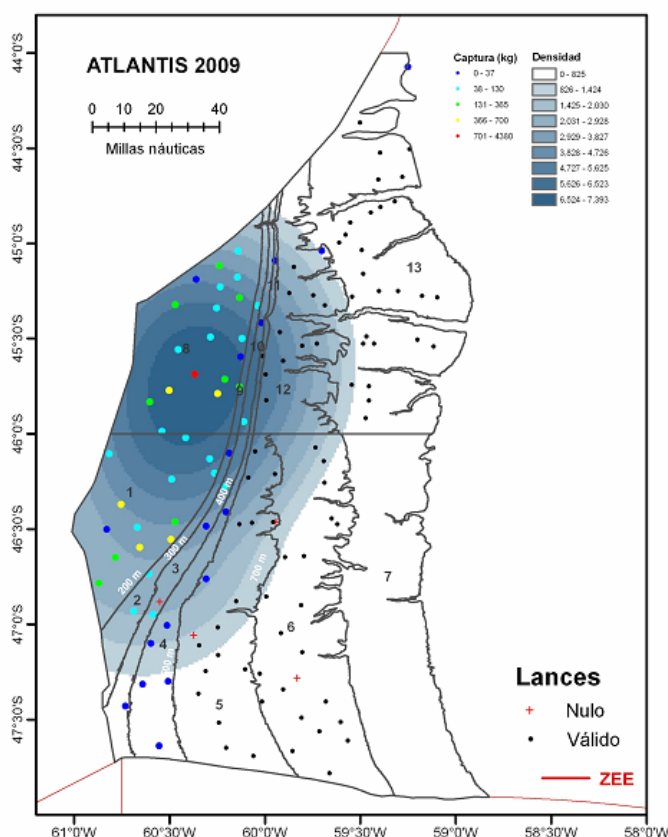 ATLANTIS 2009
0 10 20 40
Millas náuticas
Captura (kg)
0 - 37
38 - 130
131 - 365
366 - 700
701 - 4380
Densidad
0 - 825
826 - 1.424
1.425 - 2.030
2.031 - 2.928
2.929 - 3.827
3.828 - 4.726
4.727 - 5.625
5.626 - 6.523
6.524 - 7.393
44°0'S
44°30'S
45°0'S
45°30'S
46°0'S
46°30'S
47°0'S
47°30'S
13
11
8
10
9
12
1
400 m
300 m
200 m
700 m
3
2
4
7
6
5
Lances
Nulo
Válido
ZEE
61°0'W
60°30'W
60°0'W
59°30'W
59°0'W
58°30'W
58°0'W